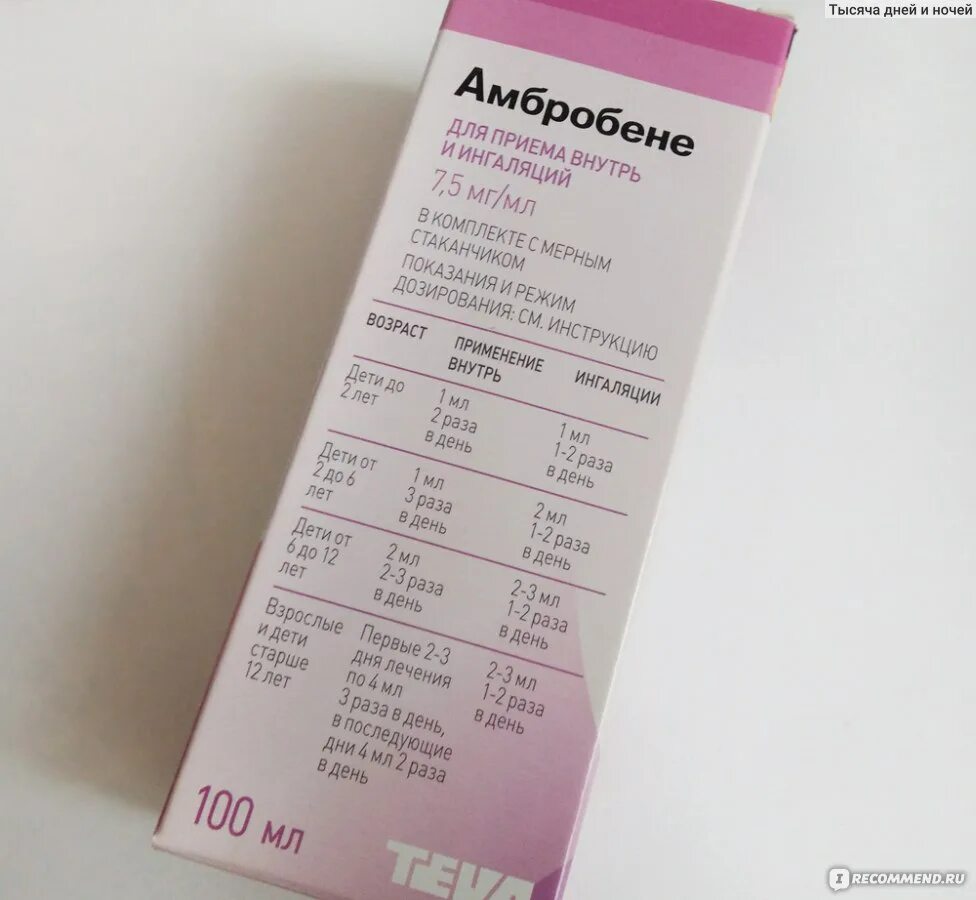 Тысяча дней и ночей
Амбробене
ДЛЯ ПРИЕМА ВНУТРЬ
И ИНГАЛЯЦИЙ
7,5 мг/мл
В КОМПЛЕКТЕ С МЕРНЫМ
СТАКАНЧИКОМ
ПОКАЗАНИЯ И РЕЖИМ
ДОЗИРОВАНИЯ: СМ. ИНСТРУКЦИЮ
ВОЗРАСТ
ПРИМЕНЕНИЕ
ВНУТРЬ
ИНГАЛЯЦИИ
Дети до
2 лет
1 мл
2 раза
в день
1 мл
1-2 раза
в день
Дети от
2 до 6
лет
1 мл
3 раза
в день
2 мл
1-2 раза
в день
Дети от
6 до 12
лет
2 мл
2-3 раза
в день
2-3 мл
1-2 раза
в день
Взрослые
и дети
старше
12 лет
Первые 2-3
дня лечения
по 4 мл
3 раза в день,
в последующие
дни 4 мл 2 раза
в день
2-3 мл
1-2 раза
в день
100 мл
TEVA
IRECOMMEND.RU